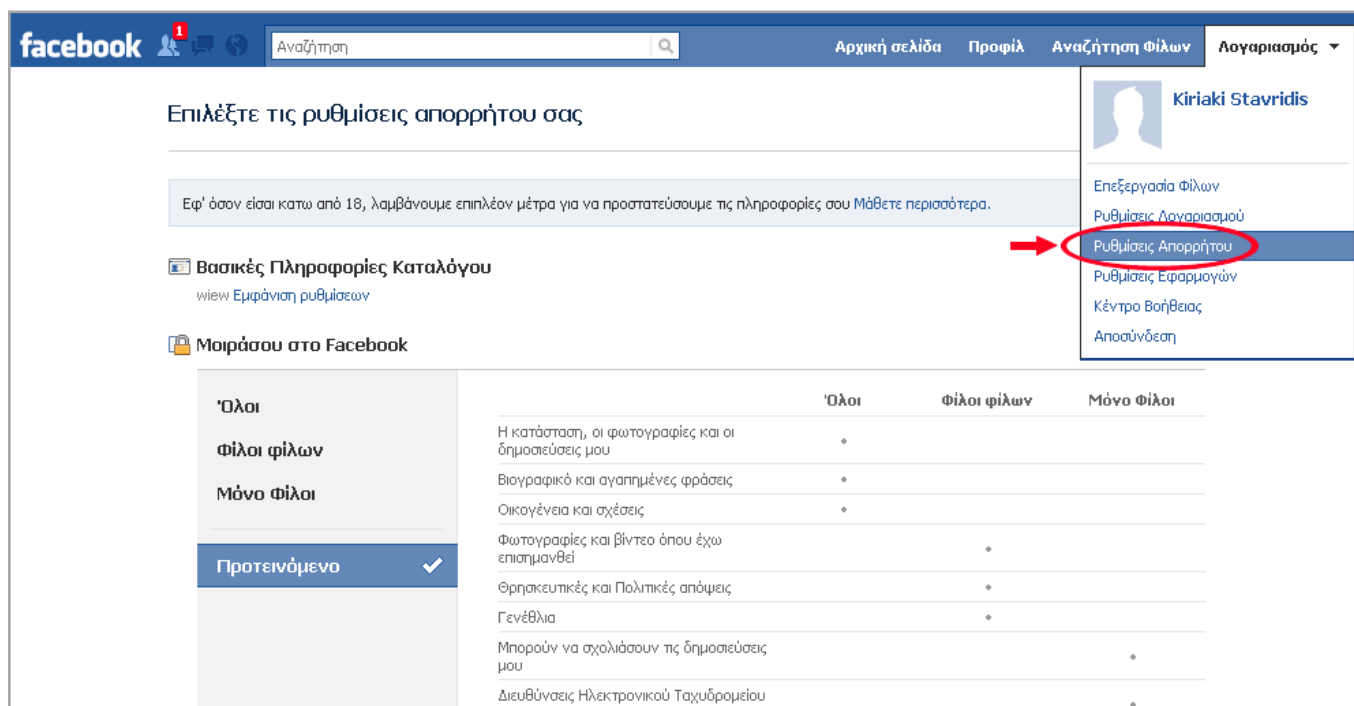 facebook 1 Αναζήτηση Αρχική σελίδα Προφίλ Αναζήτηση Φίλων Λογαριασμός
Kiriaki Stavridis
Επεξεργασία Φίλων
Ρυθμίσεις Λογαριασμού
Ρυθμίσεις Απορρήτου
Ρυθμίσεις Εφαρμογών
Κέντρο Βοήθειας
Αποσύνδεση
Επιλέξτε τις ρυθμίσεις απορρήτου σας
Εφ' όσον είσαι κατω από 18, λαμβάνουμε επιπλέον μέτρα για να προστατεύσουμε τις πληροφορίες σου Μάθετε περισσότερα.
Βασικές Πληροφορίες Καταλόγου
wiew Εμφάνιση ρυθμίσεων
Μοιράσου στο Facebook
'Ολοι
Φίλοι φίλων
Μόνο Φίλοι
Προτεινόμενο
'Ολοι Φίλοι φίλων Μόνο Φίλοι
Η κατάσταση, οι φωτογραφίες και οι
δημοσιεύσεις μου
Βιογραφικό και αγαπημένες φράσεις
Οικογένεια και σχέσεις
Φωτογραφίες και βίντεο όπου έχω
επισημανθεί
Θρησκευτικές και Πολιτικές απόψεις
Γενέθλια
Μπορούν να σχολιάσουν τις δημοσιεύσεις
μου
Διευθύνσεις Ηλεκτρονικού Ταχυδρομείου